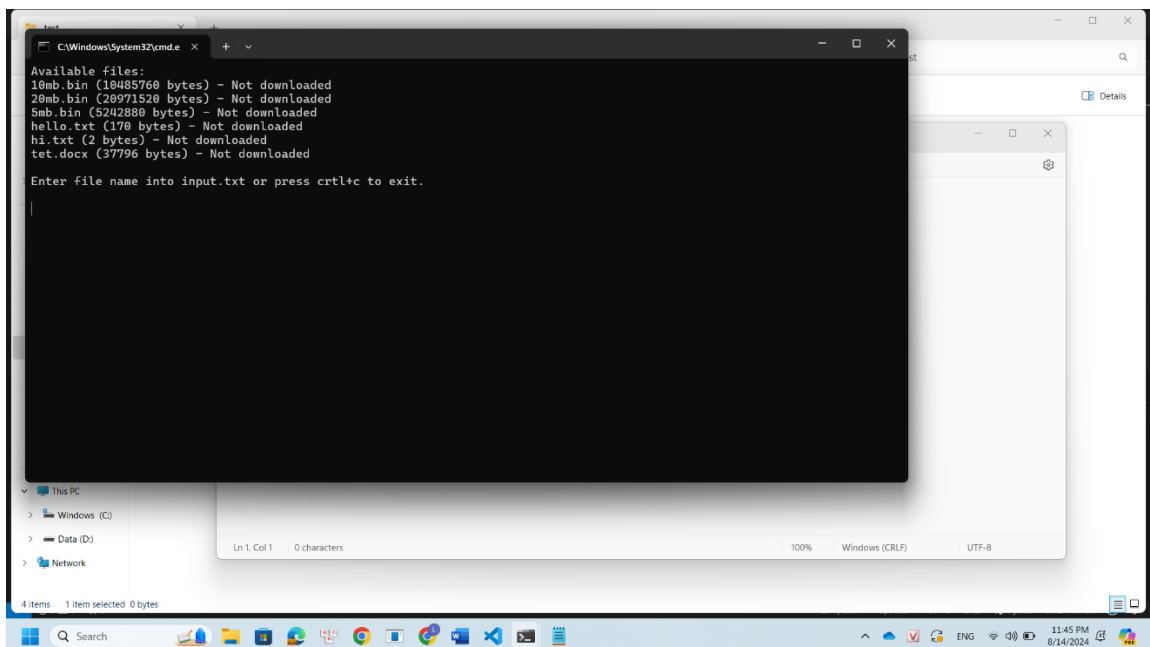 test
C:\Windows\System32\cmd.e
st
Details
Available files:
10mb.bin (10485760 bytes) - Not downloaded
20mb.bin (20971520 bytes) - Not downloaded
5mb.bin (5242880 bytes) - Not downloaded
hello.txt (170 bytes) - Not downloaded
hi.txt (2 bytes) - Not downloaded
tet.docx (37796 bytes) - Not downloaded
Enter file name into input.txt or press crtl+c to exit.
This PC
Windows (C:)
Data (D:)
Network
Ln 1, Col 1 0 characters 100% Windows (CRLF) UTF-8
4 items 1 item selected 0 bytes
Search
ENG
11:45 PM
8/14/2024